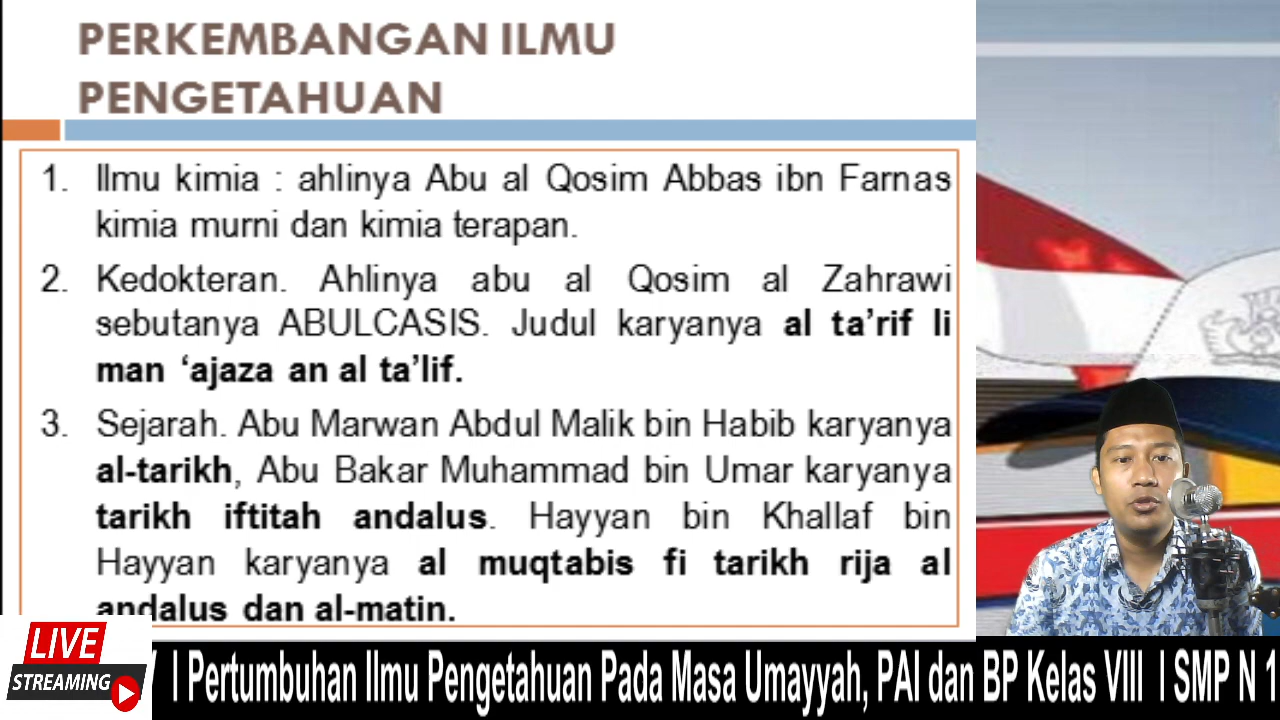 PERKEMBANGAN ILMU
PENGETAHUAN
1. Ilmu kimia : ahlinya Abu al Qosim Abbas ibn Farnas
kimia murni dan kimia terapan.
2. Kedokteran. Ahlinya abu al Qosim al Zahrawi
sebutanya ABULCASIS. Judul karyanya al ta’rif li
man ‘ajaza an al ta’lif.
3. Sejarah. Abu Marwan Abdul Malik bin Habib karyanya
al-tarikh, Abu Bakar Muhammad bin Umar karyanya
tarikh iftitah andalus. Hayyan bin Khallaf bin
Hayyan karyanya al muqtabis fi tarikh rija al
andalus dan al-matin.
LIVE
STREAMING
I Pertumbuhan Ilmu Pengetahuan Pada Masa Umayyah, PAI dan BP Kelas VIII I SMP N 1